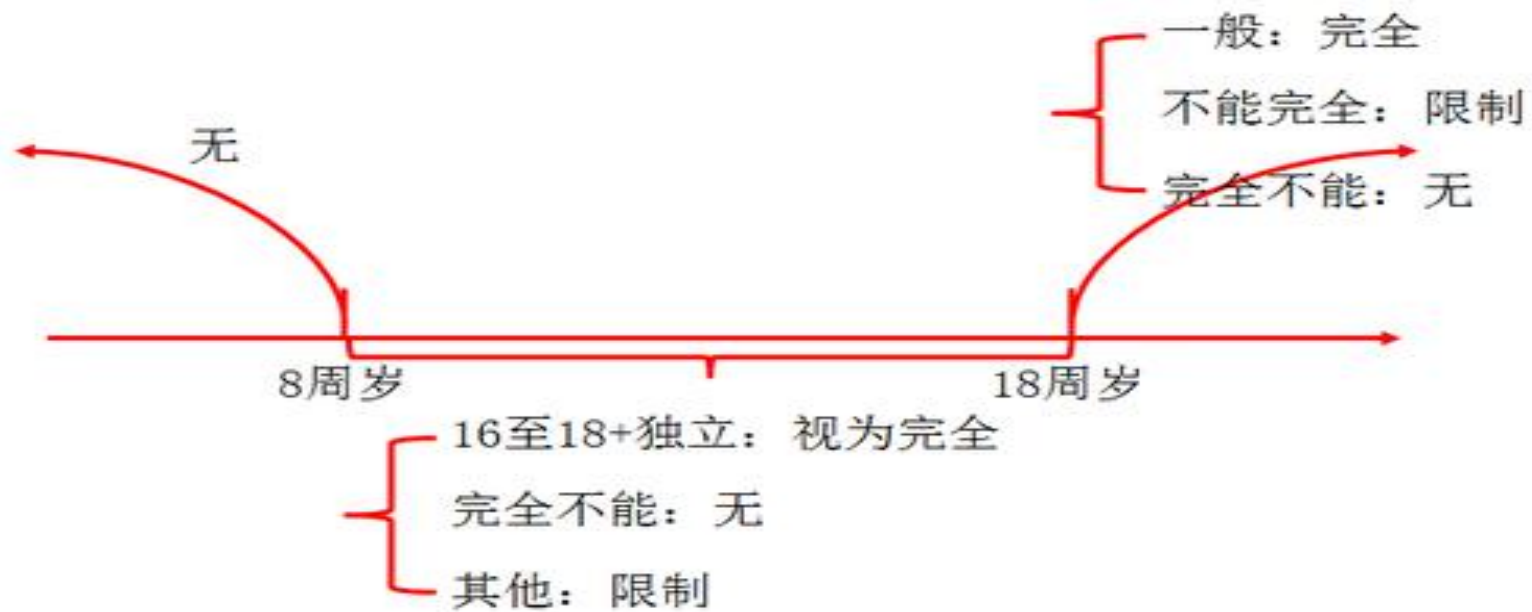 一般：完全
不能完全：限制
无
完全不能：无
8周岁
18周岁
16至18+独立：视为完全
完全不能：无
其他：限制